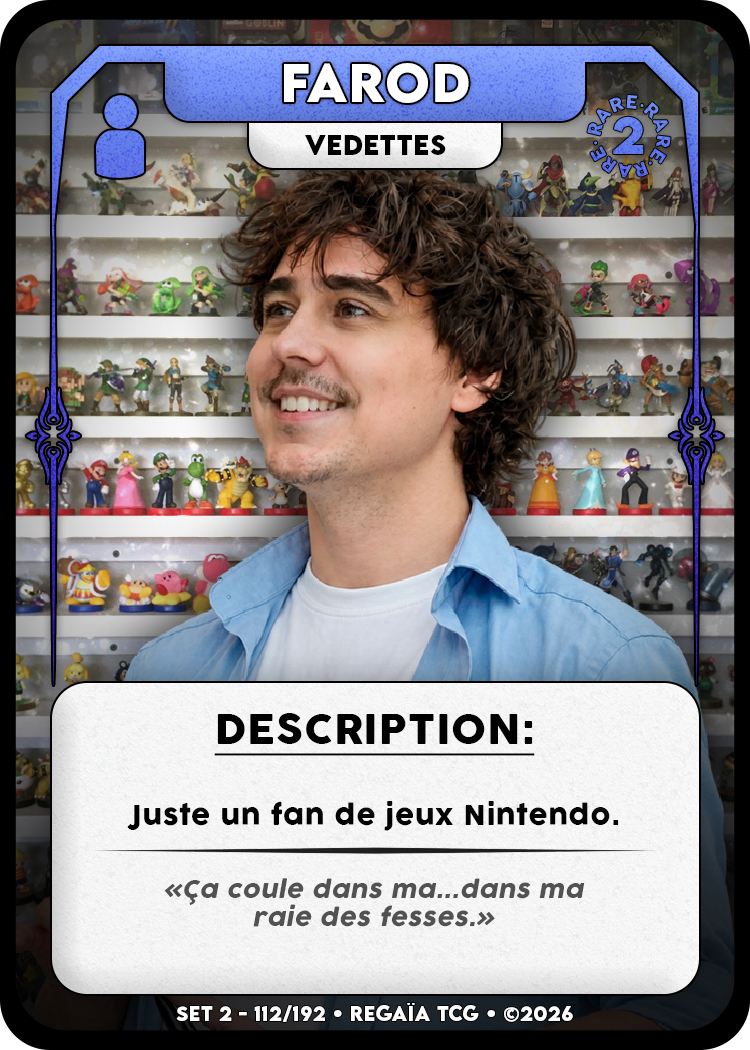 FAROD
VEDETTES
RARE·RARE·RARE·
2
DESCRIPTION:
Juste un fan de jeux Nintendo.
«Ça coule dans ma...dans ma
raie des fesses.»
SET 2 - 112/192 • REGAÏA TCG • ©2026